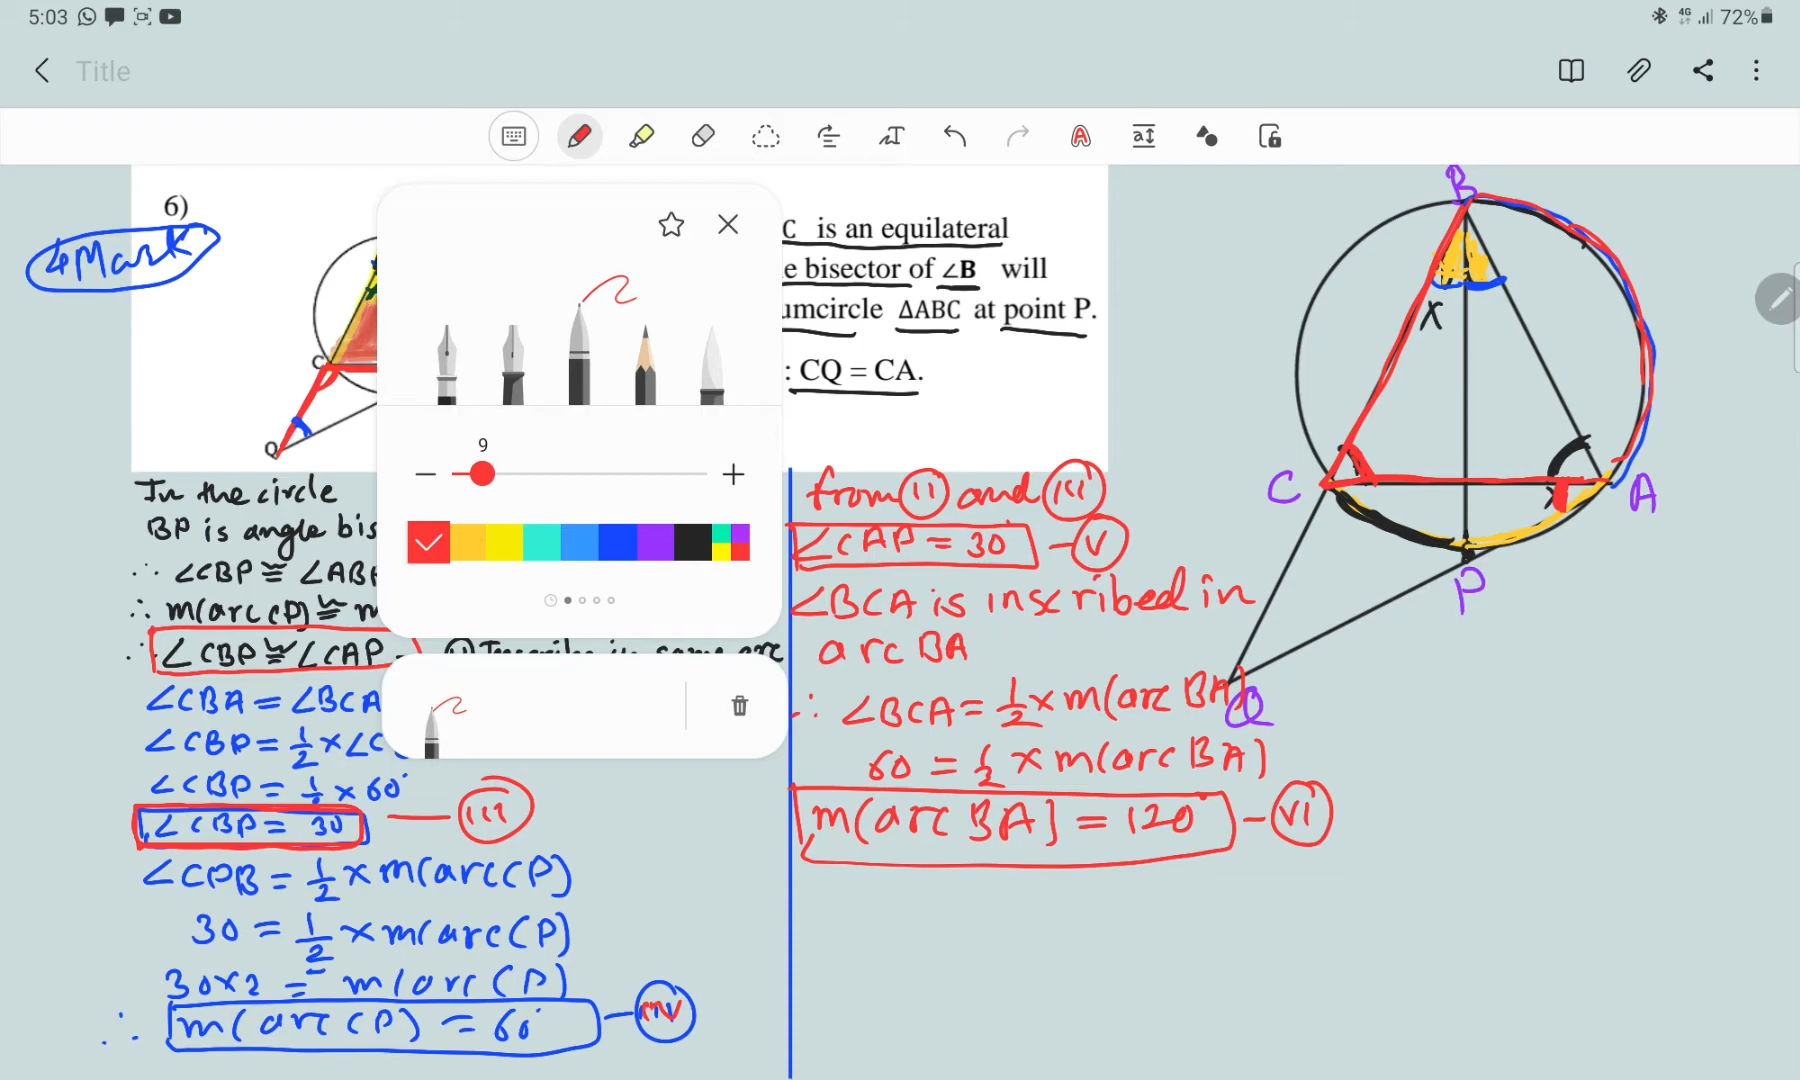 5:03
4G
72%
Title
6)
4 Mark
C is an equilateral
e bisector of ∠B will
umcircle ΔABC at point P.
: CQ = CA.
C
Q
9
In the circle
BP is angle bis
∴ ∠CBP ≅ ∠AB
∴ m(arc CP) ≅ m
∴ ∠CBP ≅ ∠CAP
∠CBA = ∠BCA
∠CBP = 1/2 × ∠C
∠CBP = 1/2 × 60°
∠CBP = 30
III
∠CPB = 1/2 × m(arc CP)
30 = 1/2 × m(arc CP)
30×2 = m(arc CP)
∴ m(arc CP) = 60°
from II and III
∠CAP = 30° - V
∠BCA is inscribed in
arc BA
∴ ∠BCA = 1/2 × m(arc BA)
60 = 1/2 × m(arc BA)
m(arc BA) = 120° - VI
B
x
C
x
A
P
Q